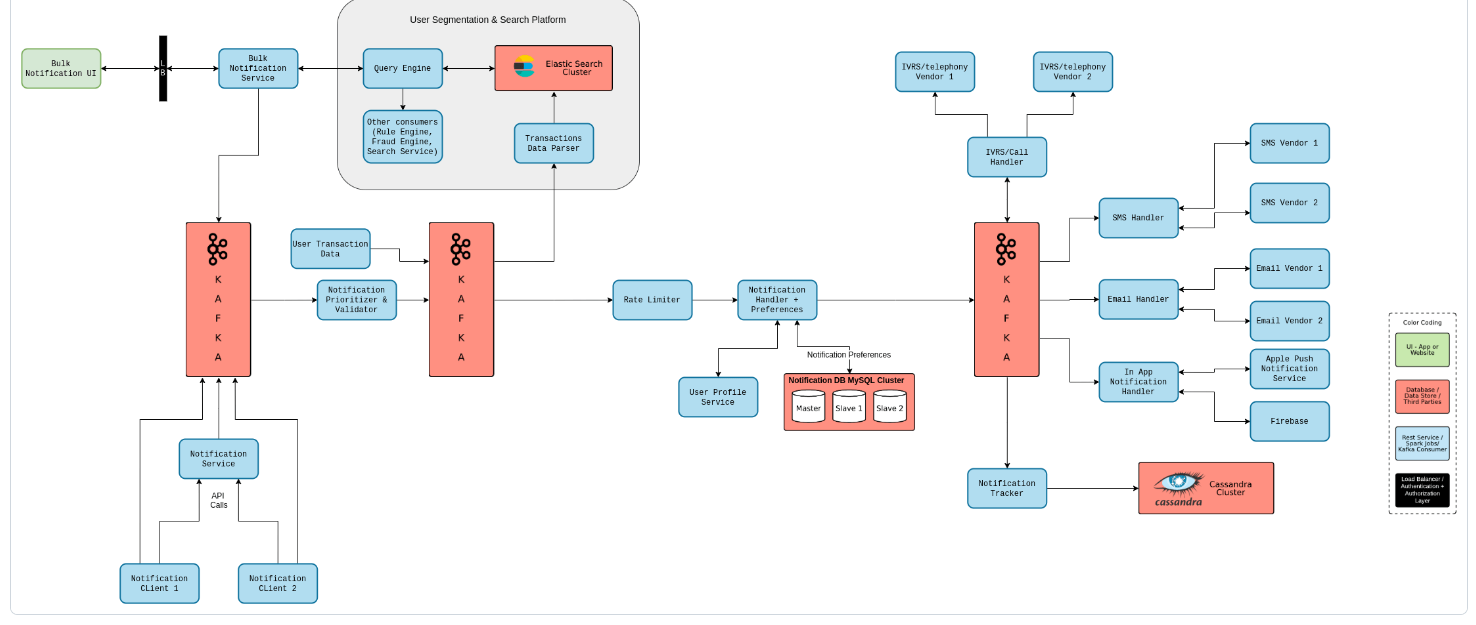 User Segmentation & Search Platform
Bulk
Notification UI
L
B
Bulk
Notification
Service
Query Engine
Elastic Search
Cluster
Other consumers
(Rule Engine,
Fraud Engine,
Search Service)
Transactions
Data Parser
IVRS/telephony
Vendor 1
IVRS/telephony
Vendor 2
IVRS/Call
Handler
SMS Vendor 1
SMS Vendor 2
SMS Handler
K
A
F
K
A
User Transaction
Data
Notification
Prioritizer &
Validator
K
A
F
K
A
Rate Limiter
Notification
Handler +
Preferences
Notification Preferences
User Profile
Service
Notification DB MySQL Cluster
Master
Slave 1
Slave 2
K
A
F
K
A
Email Handler
Email Vendor 1
Email Vendor 2
In App
Notification
Handler
Apple Push
Notification
Service
Firebase
Notification
Tracker
cassandra
Cassandra
Cluster
Notification
Service
API
Calls
Notification
CLient 1
Notification
CLient 2
Color Coding
UI - App or
Website
Database /
Data Store /
Third Parties
Rest Service /
Spark Jobs/
Kafka Consumer
Load Balancer /
Authentication +
Authorization
Layer